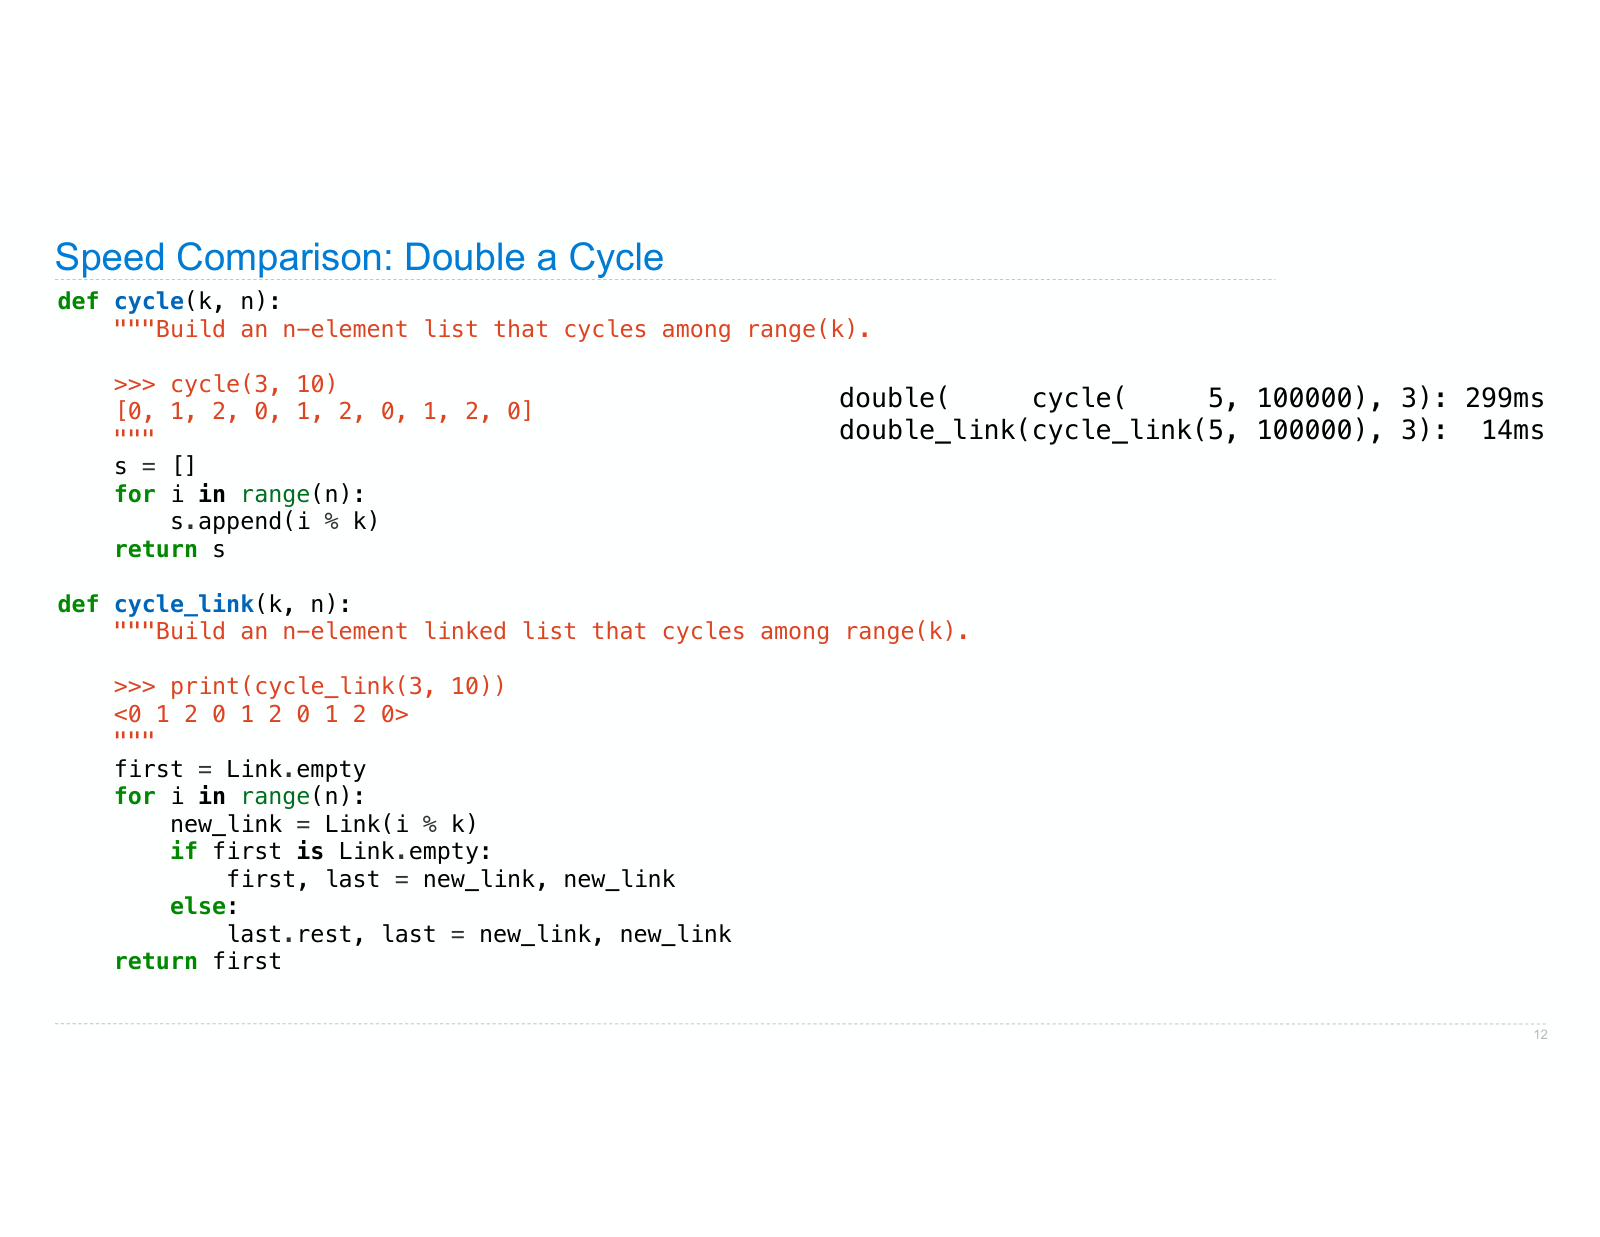 Speed Comparison: Double a Cycle
def cycle(k, n):
    """Build an n-element list that cycles among range(k).

    >>> cycle(3, 10)
    [0, 1, 2, 0, 1, 2, 0, 1, 2, 0]
    """
    s = []
    for i in range(n):
        s.append(i % k)
    return s

def cycle_link(k, n):
    """Build an n-element linked list that cycles among range(k).

    >>> print(cycle_link(3, 10))
    <0 1 2 0 1 2 0 1 2 0>
    """
    first = Link.empty
    for i in range(n):
        new_link = Link(i % k)
        if first is Link.empty:
            first, last = new_link, new_link
        else:
            last.rest, last = new_link, new_link
    return first

double(     cycle(     5, 100000), 3): 299ms
double_link(cycle_link(5, 100000), 3):  14ms
12